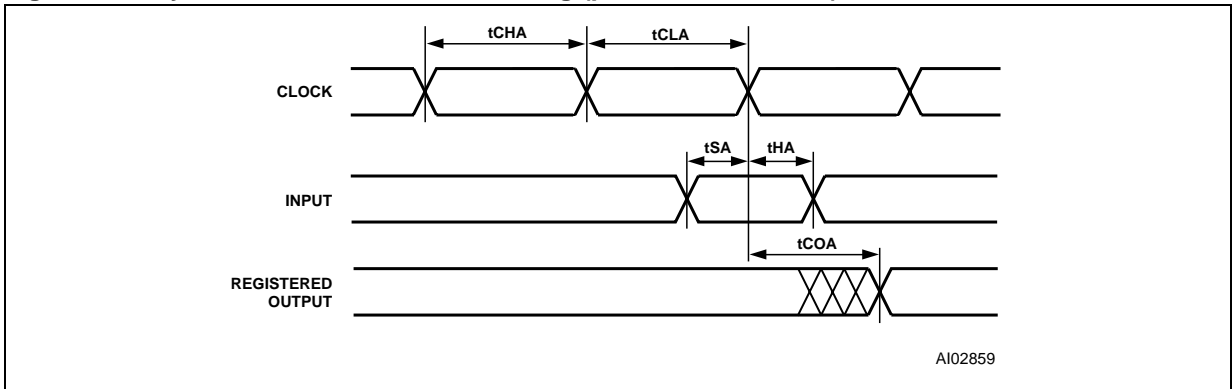 tCHA
tCLA
CLOCK
tSA
tHA
INPUT
tCOA
REGISTERED
OUTPUT
AI02859